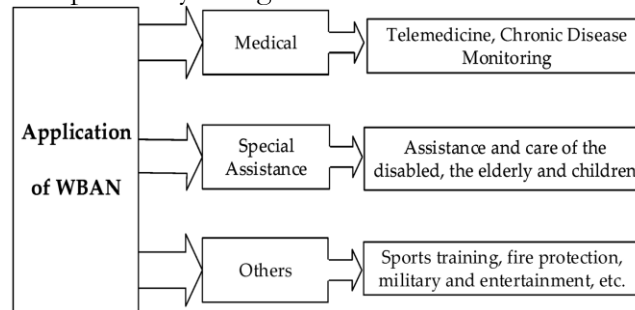 Medical
Telemedicine, Chronic Disease
Monitoring
Application
of WBAN
Special
Assistance
Assistance and care of the
disabled, the elderly and children
Others
Sports training, fire protection,
military and entertainment, etc.